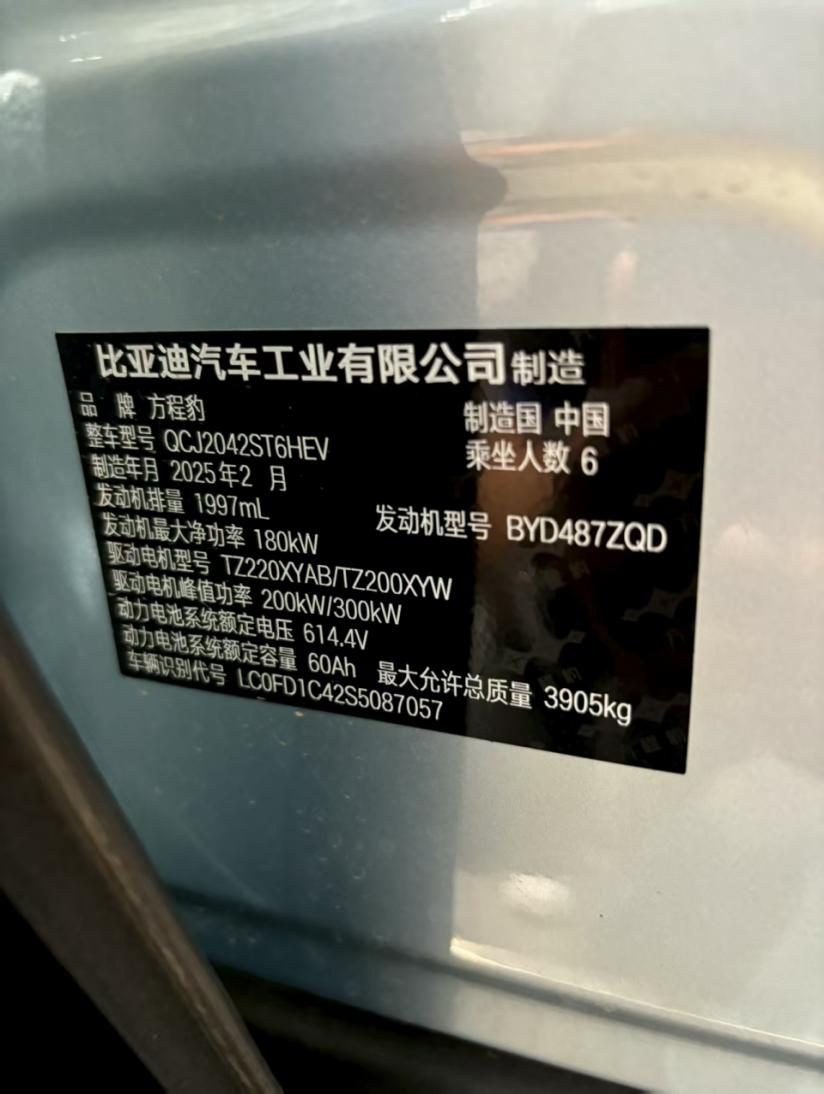 比亚迪汽车工业有限公司 制造
品 牌 方程豹
制造国 中国
整车型号 QCJ2042ST6HEV
乘坐人数 6
制造年月 2025年2 月
发动机排量 1997mL
发动机型号 BYD487ZQD
发动机最大净功率 180kW
驱动电机型号 TZ220XYAB/TZ200XYW
驱动电机峰值功率 200kW/300kW
动力电池系统额定电压 614.4V
动力电池系统额定容量 60Ah 最大允许总质量 3905kg
车辆识别代号 LC0FD1C42S5087057